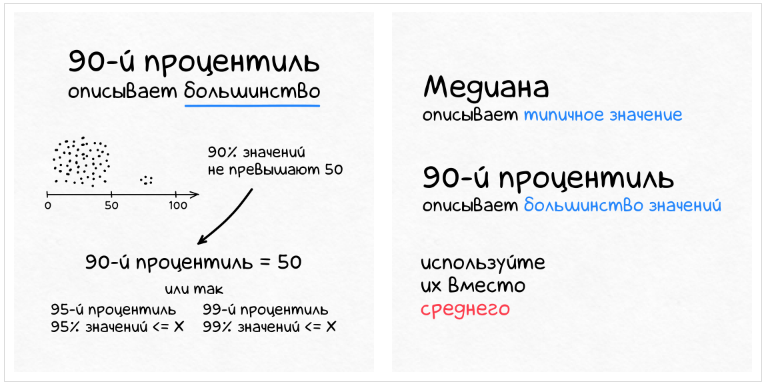 90-й процентиль
описывает большинство
90% значений
не превышают 50
0 50 100
90-й процентиль = 50
или так
95-й процентиль
95% значений <= X
99-й процентиль
99% значений <= X
Медиана
описывает типичное значение
90-й процентиль
описывает большинство значений
используйте
их вместо
среднего